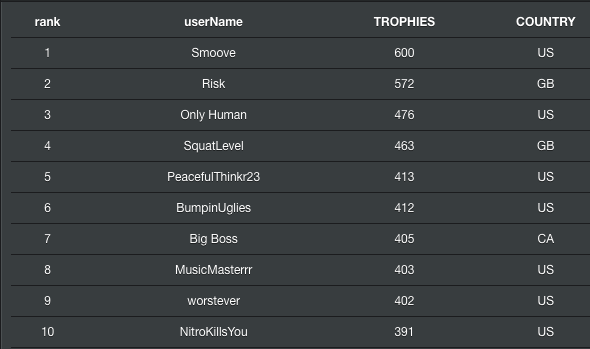 rank userName TROPHIES COUNTRY
1 Smoove 600 US
2 Risk 572 GB
3 Only Human 476 US
4 SquatLevel 463 GB
5 PeacefulThinkr23 413 US
6 BumpinUglies 412 US
7 Big Boss 405 CA
8 MusicMasterrr 403 US
9 worstever 402 US
10 NitroKillsYou 391 US